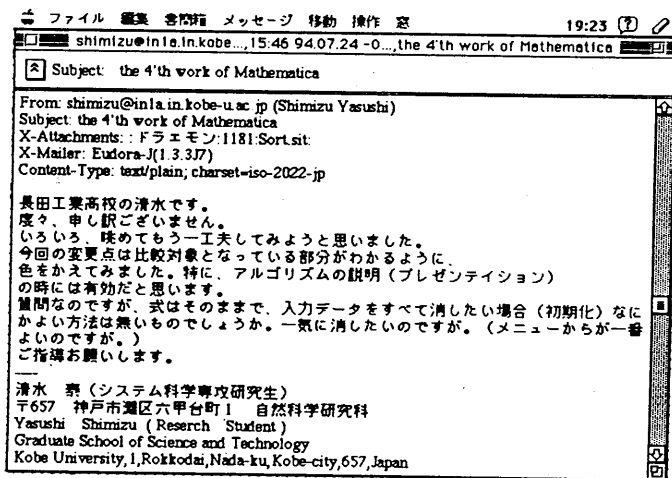 ファイル 編集 書簡箱 メッセージ 移動 操作 窓 19:23
shimizu@in1a.in.kobe...,15:46 94.07.24 -0...,the 4'th work of Mathematica
Subject: the 4'th work of Mathematica
From: shimizu@in1a.in.kobe-u.ac.jp (Shimizu Yasushi)
Subject: the 4'th work of Mathematica
X-Attachments: :ドラエモン:1181:Sort.sit:
X-Mailer: Eudora-J(1.3.3J7)
Content-Type: text/plain; charset=iso-2022-jp
長田工業高校の清水です。
度々、申し訳ございません。
いろいろ、眺めてもう一工夫してみようと思いました。
今回の変更点は比較対象となっている部分がわかるように、
色をかえてみました。特に、アルゴリズムの説明（プレゼンテイション）
の時には有効だと思います。
質問なのですが、式はそのままで、入力データをすべて消したい場合（初期化）なに
かよい方法は無いものでしょうか。一気に消したいのですが。（メニューからが一番
よいのですが。）
ご指導お願いします。
----
清水 泰（システム科学専攻研究生）
〒657 神戸市灘区六甲台町1 自然科学研究科
Yasushi Shimizu ( Reserch Student )
Graduate School of Science and Technology
Kobe University,1,Rokkodai,Nada-ku,Kobe-city,657,Japan